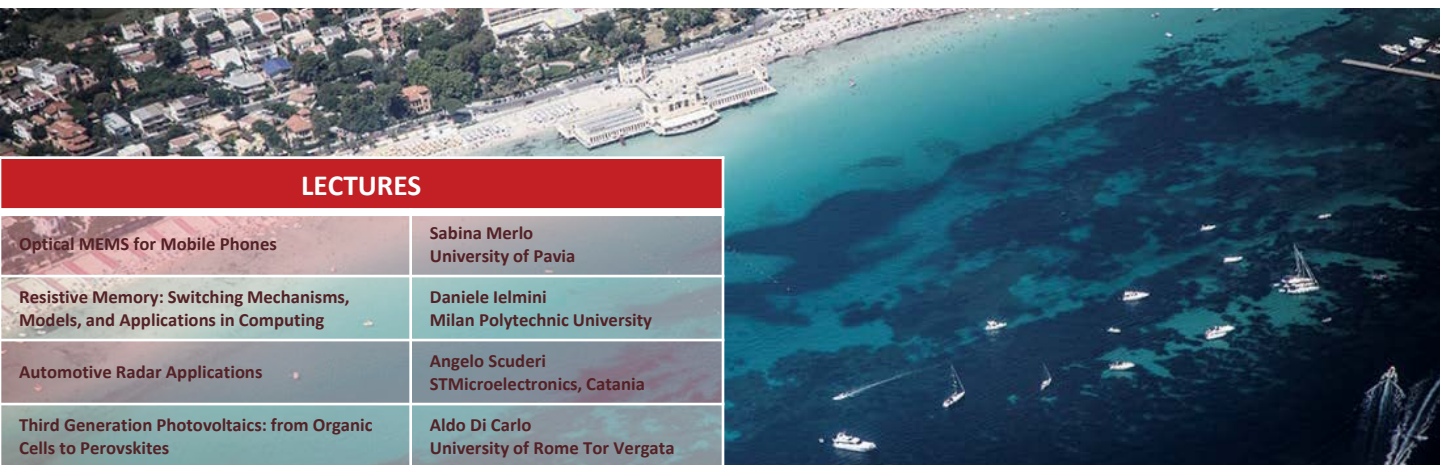 LECTURES
Optical MEMS for Mobile Phones
Sabina Merlo
University of Pavia
Resistive Memory: Switching Mechanisms,
Models, and Applications in Computing
Daniele Ielmini
Milan Polytechnic University
Automotive Radar Applications
Angelo Scuderi
STMicroelectronics, Catania
Third Generation Photovoltaics: from Organic
Cells to Perovskites
Aldo Di Carlo
University of Rome Tor Vergata